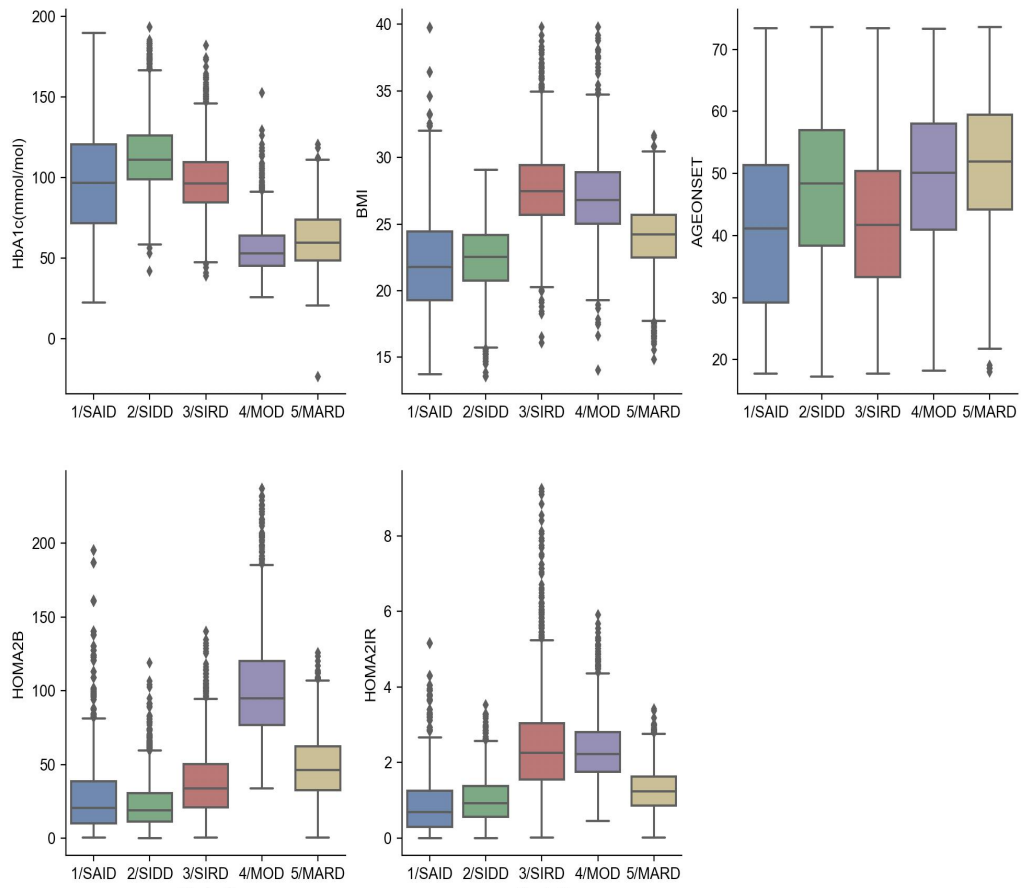 HbA1c(mmol/mol)
200
150
100
50
0
1/SAID 2/SIDD 3/SIRD 4/MOD 5/MARD
BMI
40
35
30
25
20
15
1/SAID 2/SIDD 3/SIRD 4/MOD 5/MARD
AGEONSET
70
60
50
40
30
20
1/SAID 2/SIDD 3/SIRD 4/MOD 5/MARD
HOMA2B
200
150
100
50
0
1/SAID 2/SIDD 3/SIRD 4/MOD 5/MARD
HOMA2IR
8
6
4
2
0
1/SAID 2/SIDD 3/SIRD 4/MOD 5/MARD